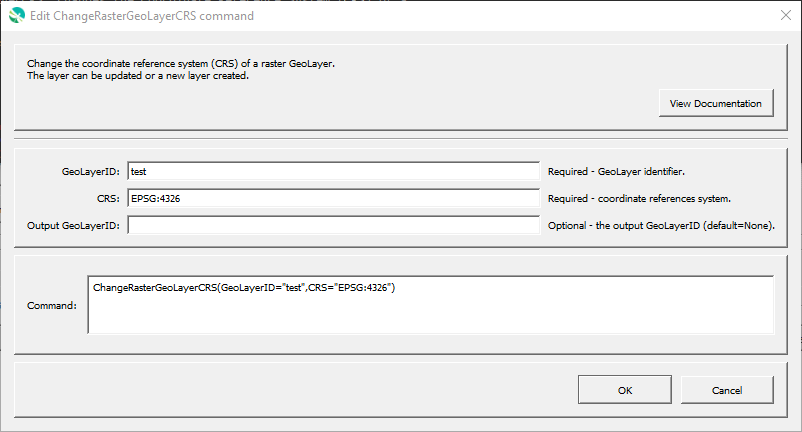 Edit ChangeRasterGeoLayerCRS command
Change the coordinate reference system (CRS) of a raster GeoLayer.
The layer can be updated or a new layer created.
View Documentation
GeoLayerID: test Required - GeoLayer identifier.
CRS: EPSG:4326 Required - coordinate references system.
Output GeoLayerID: Optional - the output GeoLayerID (default=None).
Command: ChangeRasterGeoLayerCRS(GeoLayerID="test",CRS="EPSG:4326")
OK Cancel